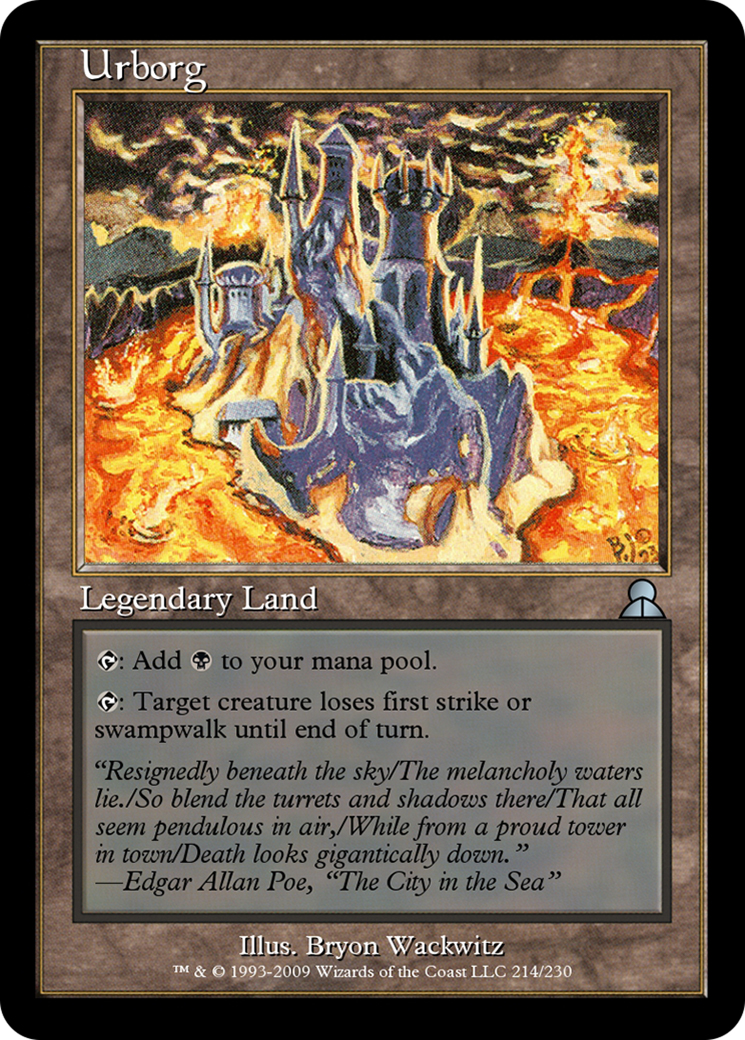 Urborg
Legendary Land
: Add to your mana pool.
: Target creature loses first strike or
swampwalk until end of turn.
“Resignedly beneath the sky/The melancholy waters
lie./So blend the turrets and shadows there/That all
seem pendulous in air,/While from a proud tower
in town/Death looks gigantically down.”
—Edgar Allan Poe, “The City in the Sea”
Illus. Bryon Wackwitz
™ & © 1993-2009 Wizards of the Coast LLC 214/230